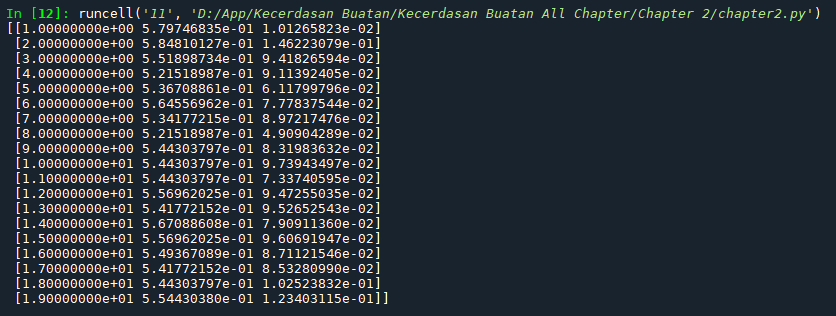 In [12]: runcell('11', 'D:/App/Kecerdasan Buatan/Kecerdasan Buatan All Chapter/Chapter 2/chapter2.py')
[[1.00000000e+00 5.79746835e-01 1.01265823e-02]
 [2.00000000e+00 5.84810127e-01 1.46223079e-01]
 [3.00000000e+00 5.51898734e-01 9.41826594e-02]
 [4.00000000e+00 5.21518987e-01 9.11392405e-02]
 [5.00000000e+00 5.36708861e-01 6.11799796e-02]
 [6.00000000e+00 5.64556962e-01 7.77837544e-02]
 [7.00000000e+00 5.34177215e-01 8.97217476e-02]
 [8.00000000e+00 5.21518987e-01 4.90904289e-02]
 [9.00000000e+00 5.44303797e-01 8.31983632e-02]
 [1.00000000e+01 5.44303797e-01 9.73943497e-02]
 [1.10000000e+01 5.44303797e-01 7.33740595e-02]
 [1.20000000e+01 5.56962025e-01 9.47255035e-02]
 [1.30000000e+01 5.41772152e-01 9.52652543e-02]
 [1.40000000e+01 5.67088608e-01 7.90911360e-02]
 [1.50000000e+01 5.56962025e-01 9.60691947e-02]
 [1.60000000e+01 5.49367089e-01 8.71121546e-02]
 [1.70000000e+01 5.41772152e-01 8.53280990e-02]
 [1.80000000e+01 5.44303797e-01 1.02523832e-01]
 [1.90000000e+01 5.54430380e-01 1.23403115e-01]]